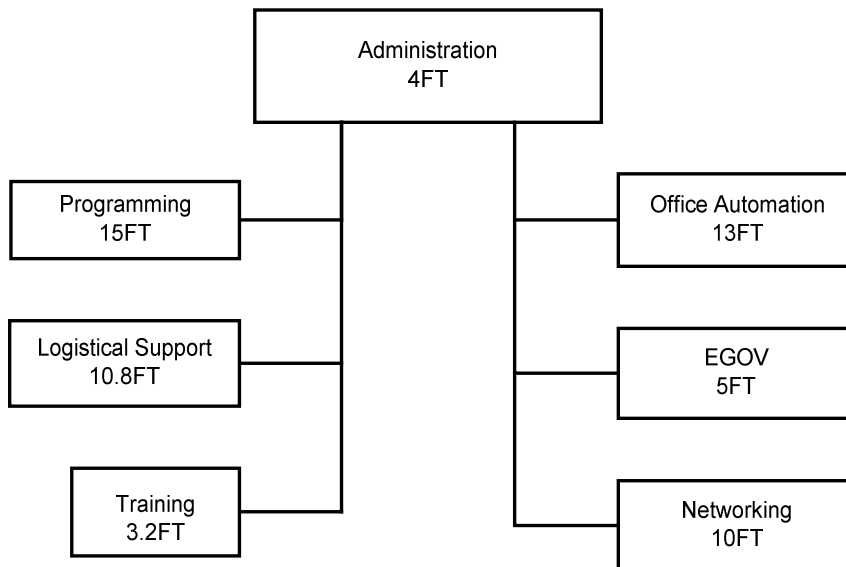 Administration
4FT
Programming
15FT
Office Automation
13FT
Logistical Support
10.8FT
EGOV
5FT
Training
3.2FT
Networking
10FT